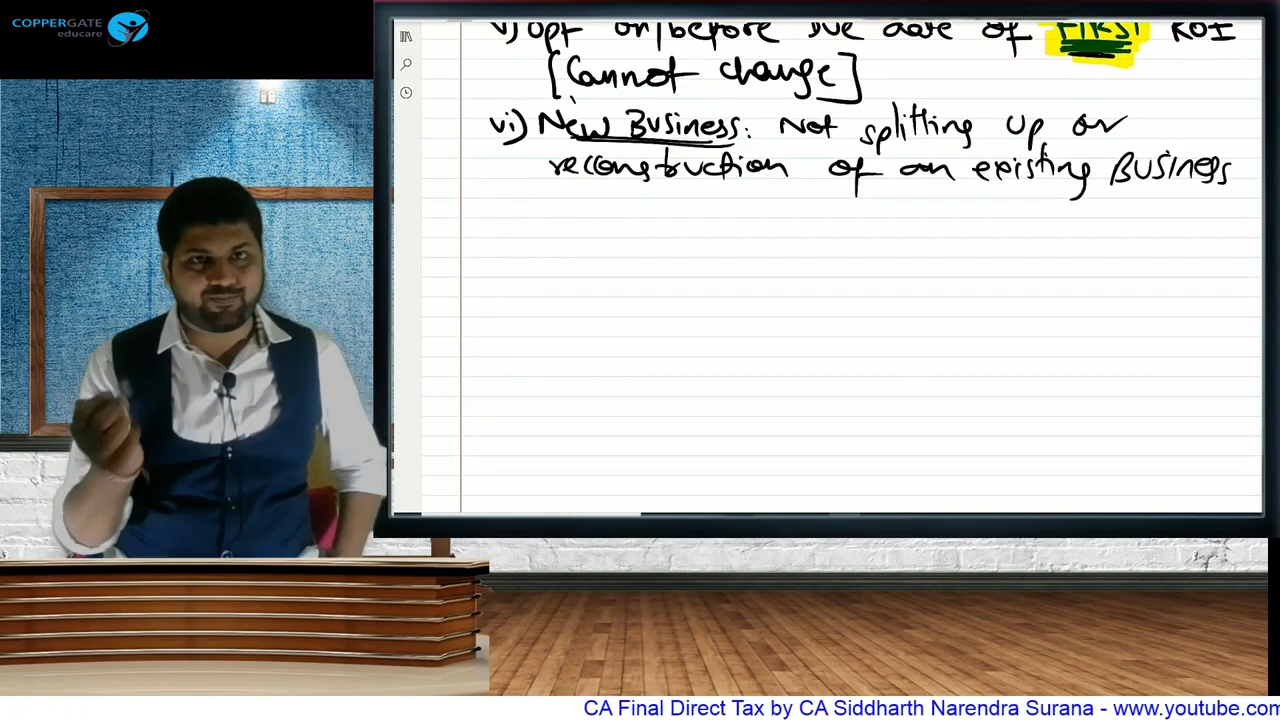 COPPERGATE
educare
v) opt on/before due date of FIRST ROI
[Cannot change]
vi) New Business: Not splitting up or
reconstruction of an existing Business
CA Final Direct Tax by CA Siddharth Narendra Surana - www.youtube.com